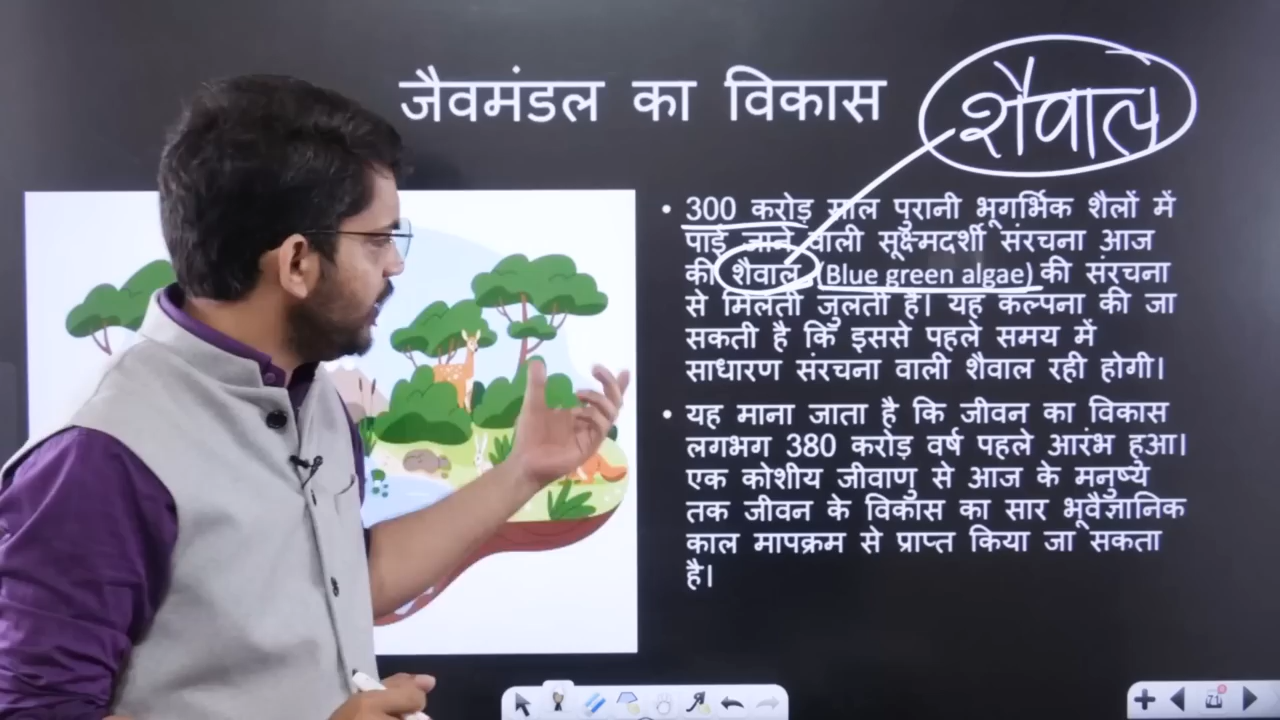 जैवमंडल का विकास
शैवाल
• 300 करोड़ साल पुरानी भूगर्भिक शैलों में
पाई जाने वाली सूक्ष्मदर्शी संरचना आज
की शैवाल (Blue green algae) की संरचना
से मिलती जुलती है। यह कल्पना की जा
सकती है कि इससे पहले समय में
साधारण संरचना वाली शैवाल रही होगी।
• यह माना जाता है कि जीवन का विकास
लगभग 380 करोड़ वर्ष पहले आरंभ हुआ।
एक कोशीय जीवाणु से आज के मनुष्य
तक जीवन के विकास का सार भूवैज्ञानिक
काल मापक्रम से प्राप्त किया जा सकता
है।
71